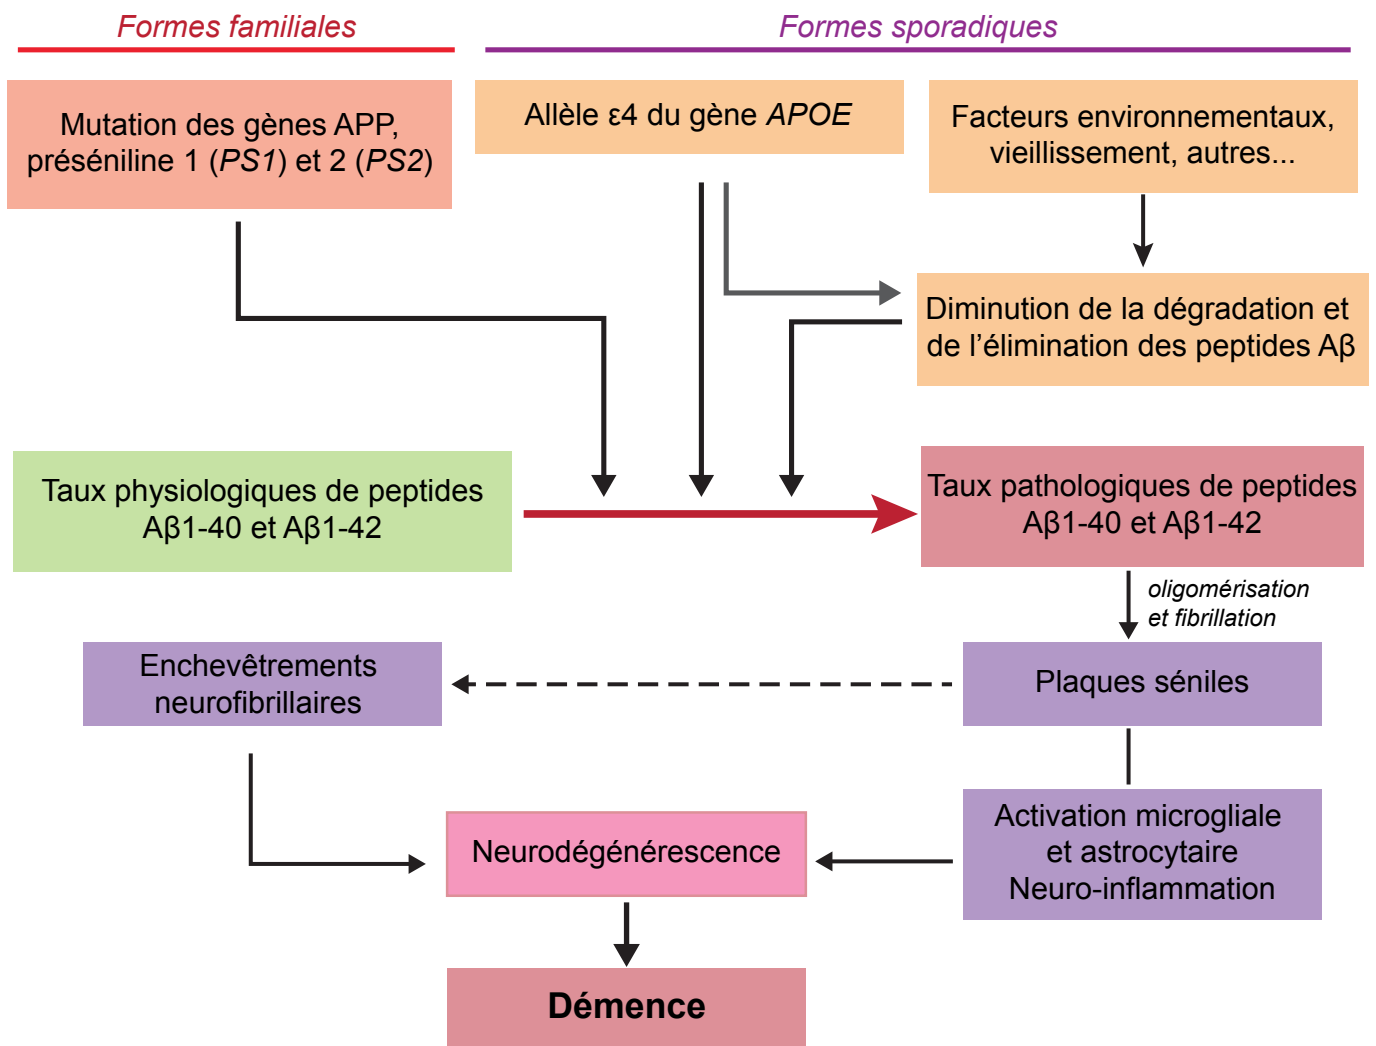 Formes familiales
Formes sporadiques
Mutation des gènes APP,
préséniline 1 (PS1) et 2 (PS2)
Allèle ε4 du gène APOE
Facteurs environnementaux,
vieillissement, autres...
Diminution de la dégradation et
de l’élimination des peptides Aβ
Taux physiologiques de peptides
Aβ1-40 et Aβ1-42
Taux pathologiques de peptides
Aβ1-40 et Aβ1-42
oligomérisation
et fibrillation
Enchevêtrements
neurofibrillaires
Plaques séniles
Neurodégénérescence
Activation microgliale
et astrocytaire
Neuro-inflammation
Démence